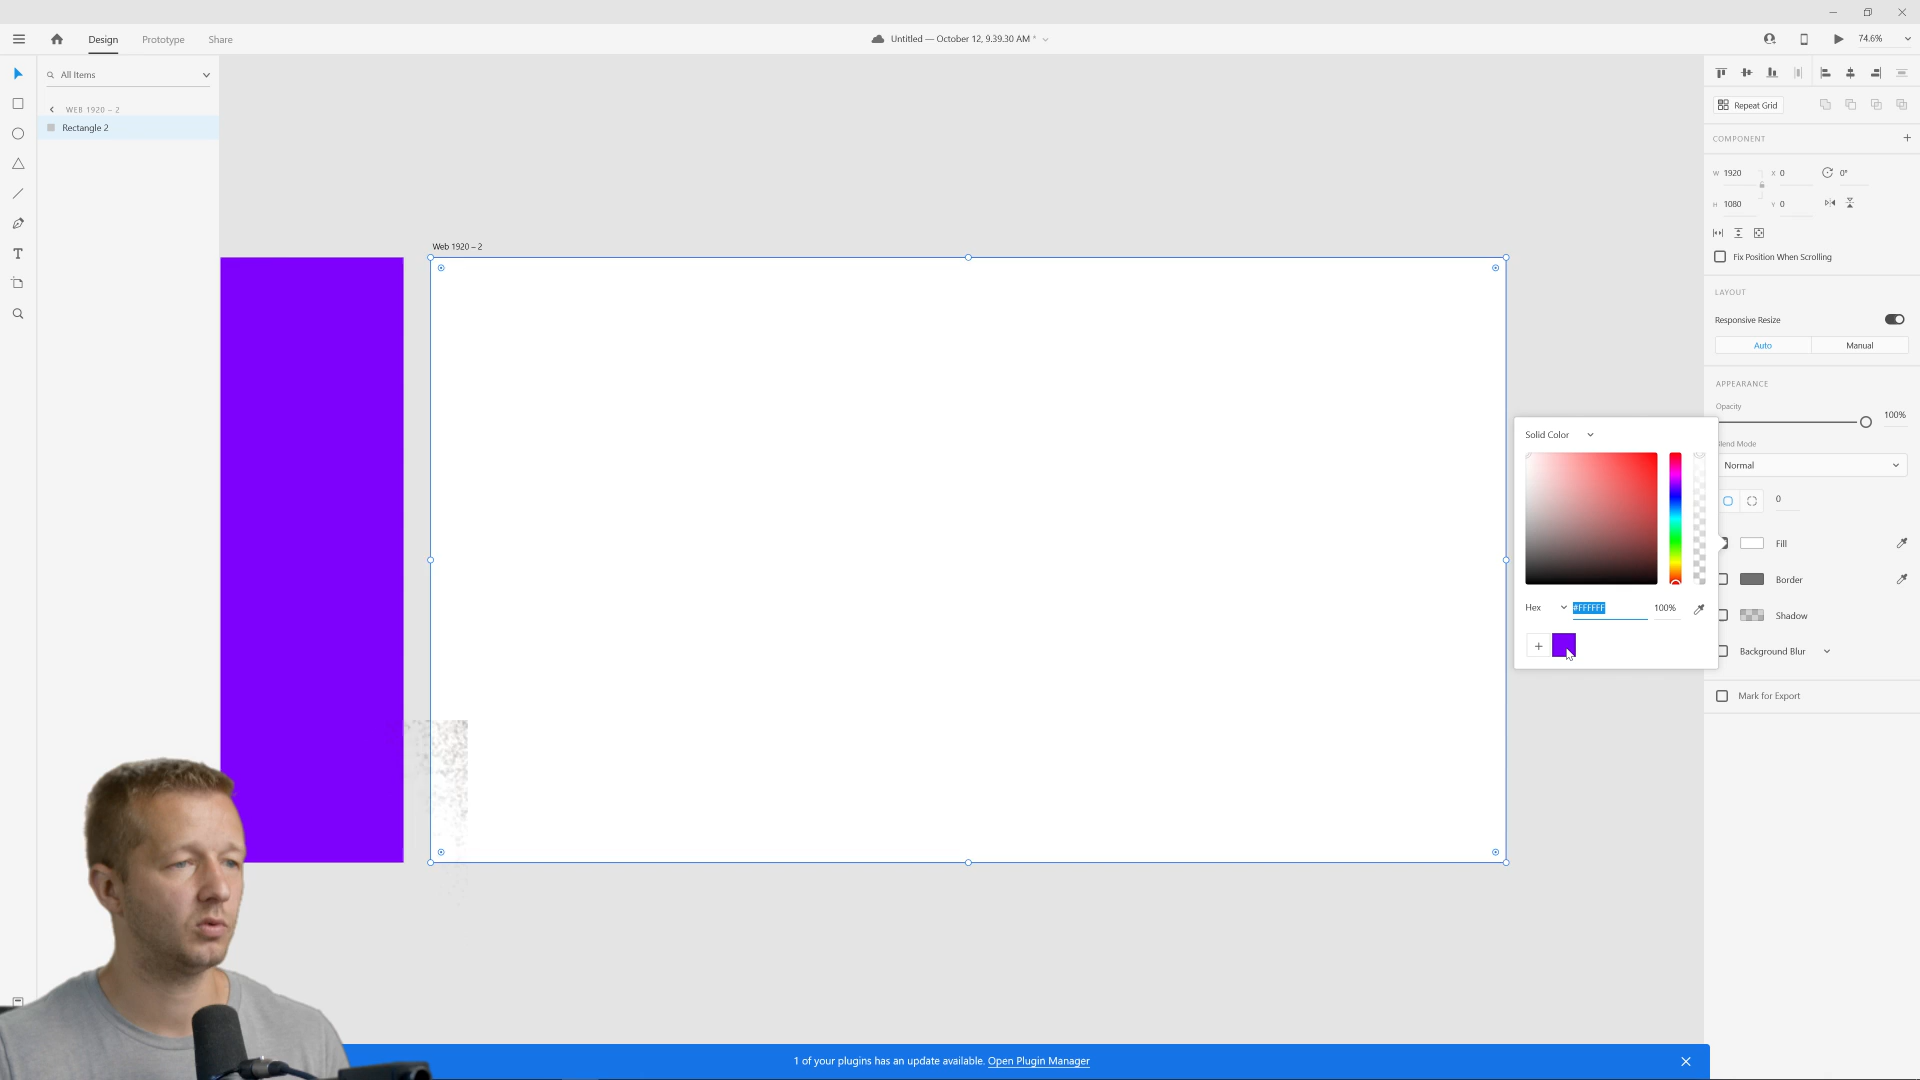 Design Prototype Share
Untitled — October 12, 9.39.30 AM *
74.6%
All Items
WEB 1920 – 2
Rectangle 2
Web 1920 – 2
Repeat Grid
COMPONENT
W 1920 X 0 0°
H 1080 Y 0
Fix Position When Scrolling
LAYOUT
Responsive Resize
Auto Manual
APPEARANCE
Opacity
100%
Blend Mode
Normal
0
Solid Color
Fill
Border
Hex #FFFFFF 100%
Shadow
Background Blur
Mark for Export
1 of your plugins has an update available. Open Plugin Manager